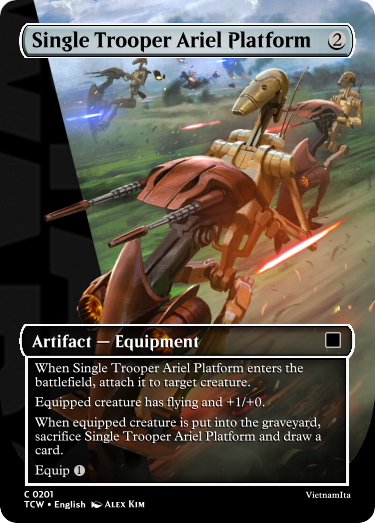 Single Trooper Ariel Platform 2
Artifact — Equipment
When Single Trooper Ariel Platform enters the
battlefield, attach it to target creature.
Equipped creature has flying and +1/+0.
When equipped creature is put into the graveyard,
sacrifice Single Trooper Ariel Platform and draw a
card.
Equip 1
C 0201
TCW • English ALEX KIM
VietnamIta